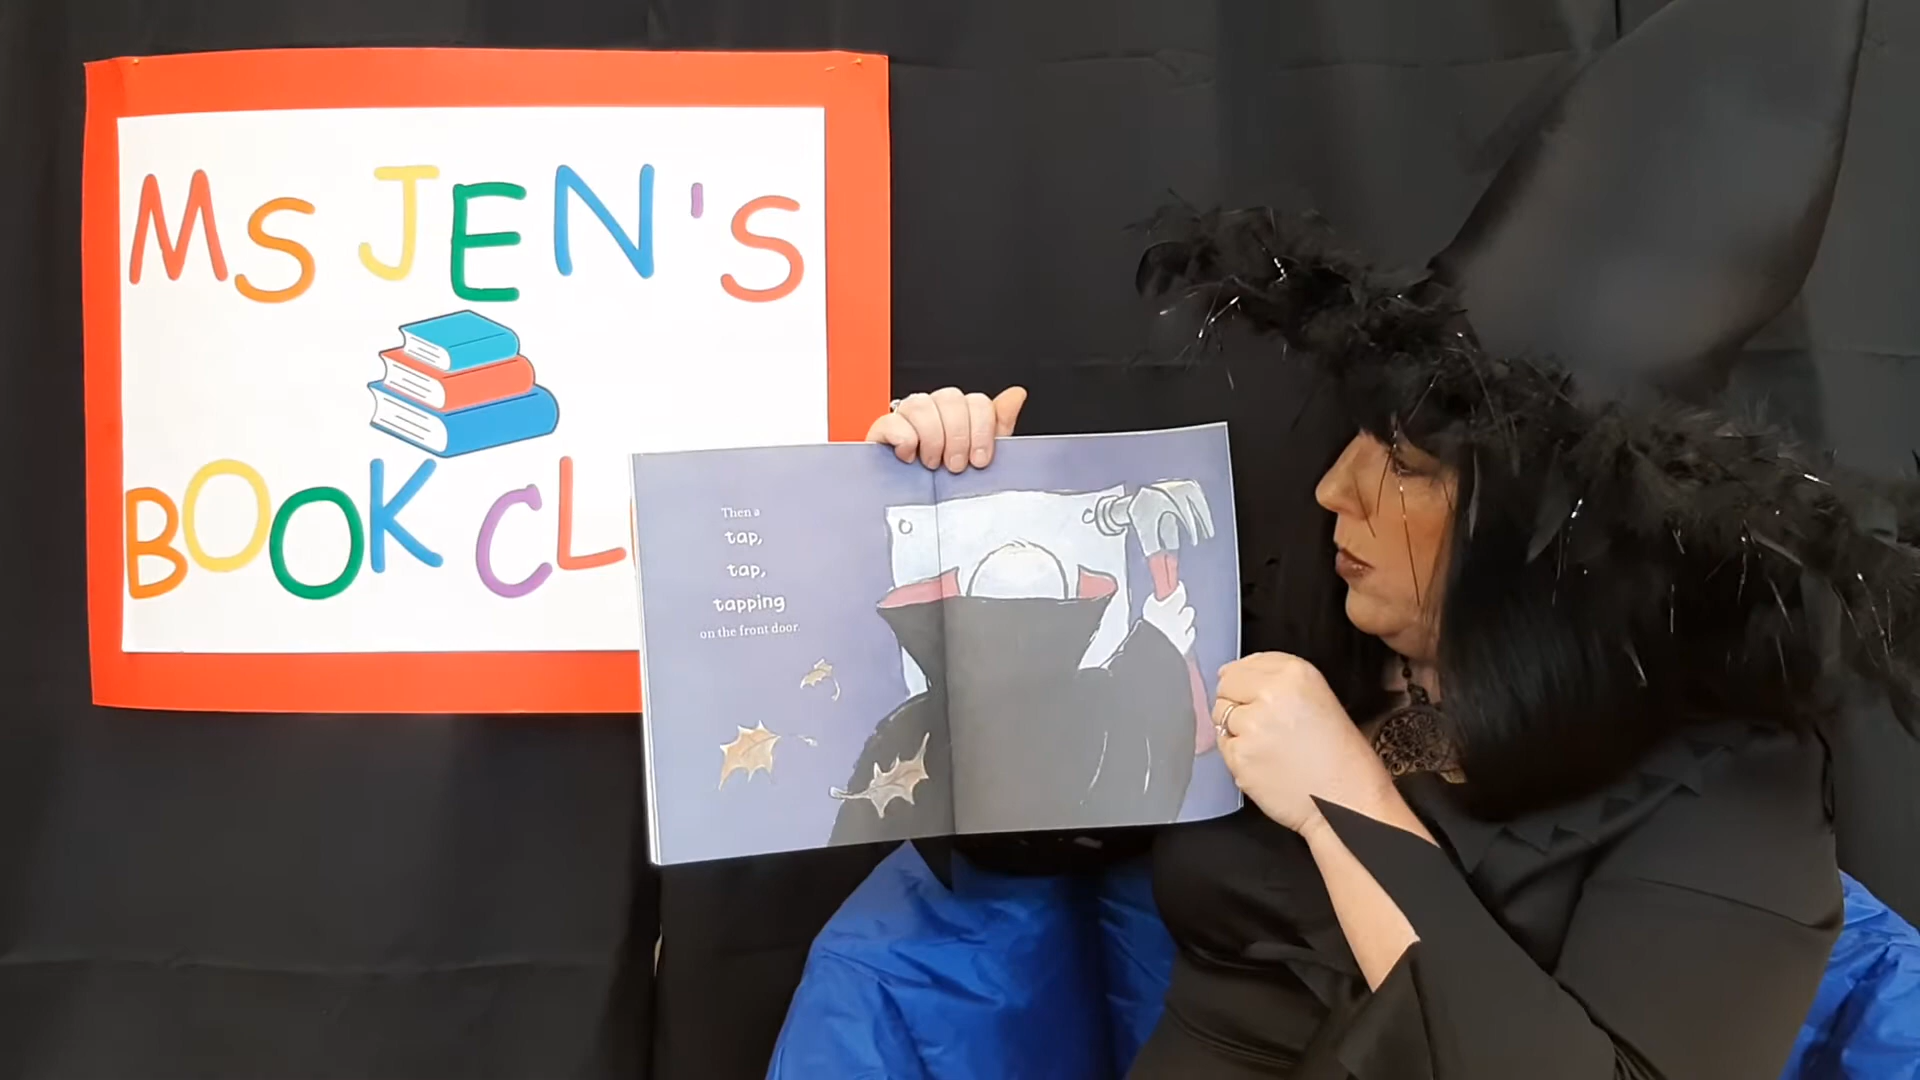 Ms JEN's
BOOK CL
Then a
tap,
tap,
tapping
on the front door.